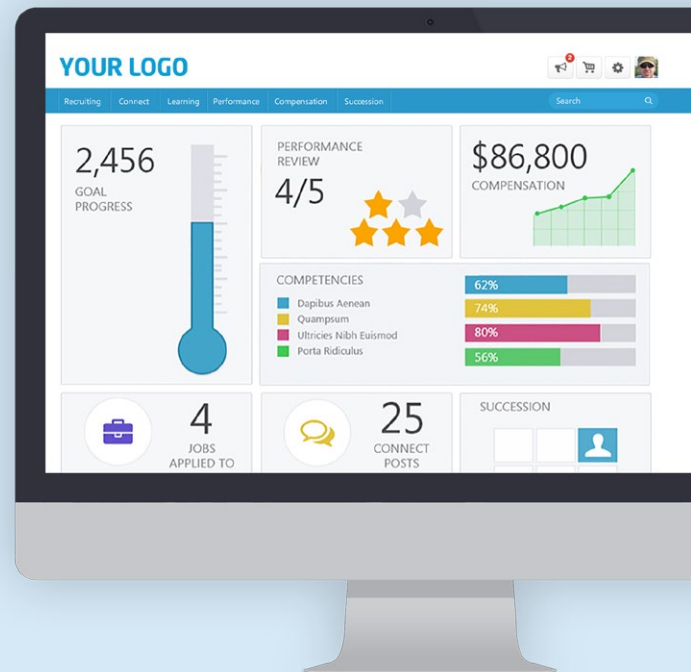 YOUR LOGO
2
Recruiting Connect Learning Performance Compensation Succession Search
2,456
GOAL
PROGRESS
PERFORMANCE
REVIEW
4/5
$86,800
COMPENSATION
COMPETENCIES
Dapibus Aenean
Quampsum
Ultricies Nibh Euismod
Porta Ridiculus
62%
74%
80%
56%
4
JOBS
APPLIED TO
25
CONNECT
POSTS
SUCCESSION